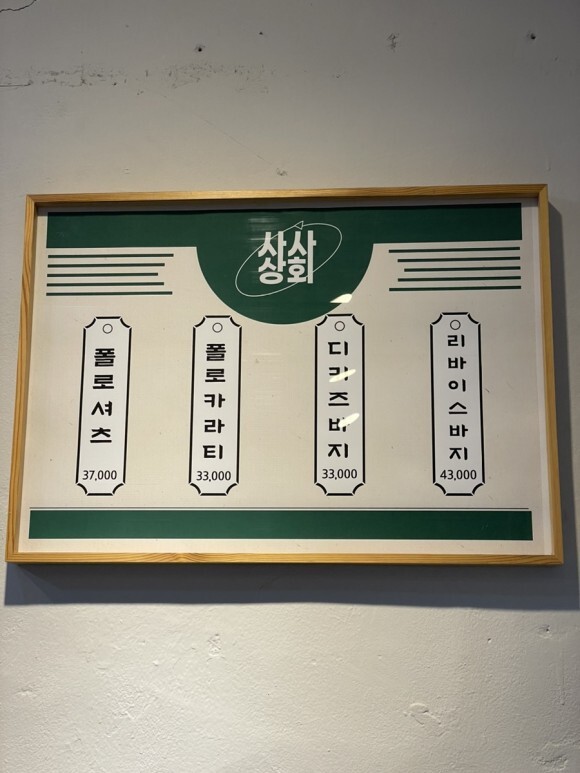 사사
상회
폴로셔츠
37,000
폴로카라티
33,000
디키즈바지
33,000
리바이스바지
43,000